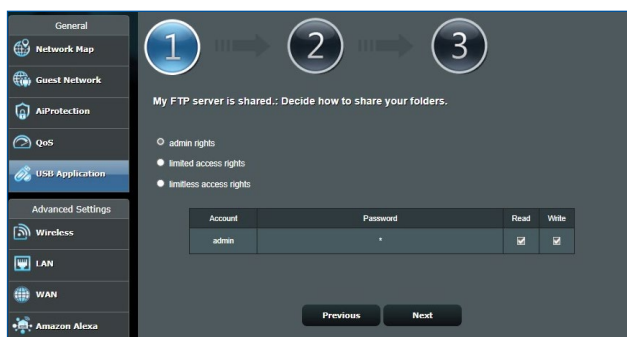 General
Network Map
Guest Network
AiProtection
QoS
USB Application
Advanced Settings
Wireless
LAN
WAN
Amazon Alexa
1 2 3
My FTP server is shared.: Decide how to share your folders.
admin rights
limited access rights
limitless access rights
Account Password Read Write
admin *
Previous Next